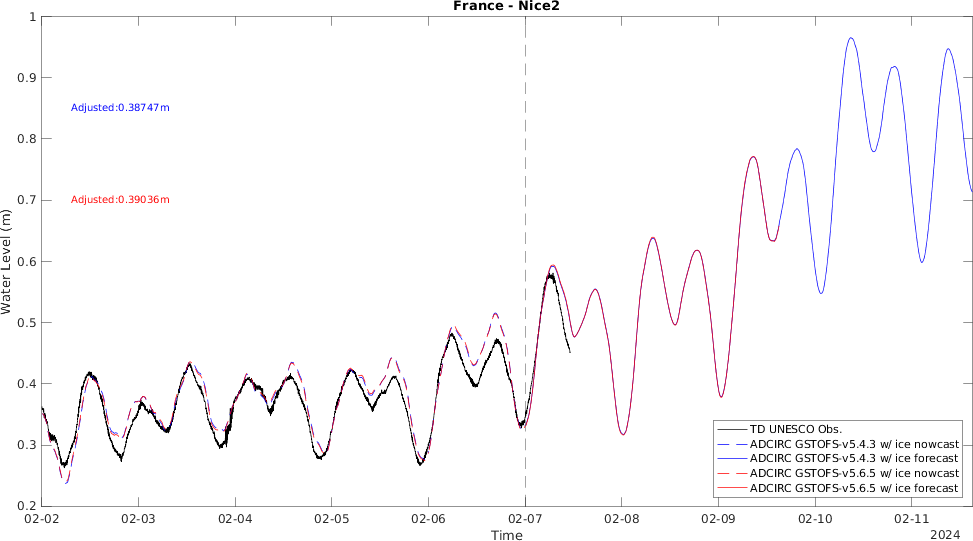 France - Nice2
1
0.9
0.8
0.7
0.6
0.5
0.4
0.3
0.2
Water Level (m)
Adjusted:0.38747m
Adjusted:0.39036m
TD UNESCO Obs.
ADCIRC GSTOFS-v5.4.3 w/ ice nowcast
ADCIRC GSTOFS-v5.4.3 w/ ice forecast
ADCIRC GSTOFS-v5.6.5 w/ ice nowcast
ADCIRC GSTOFS-v5.6.5 w/ ice forecast
02-02 02-03 02-04 02-05 02-06 02-07 02-08 02-09 02-10 02-11
Time
2024